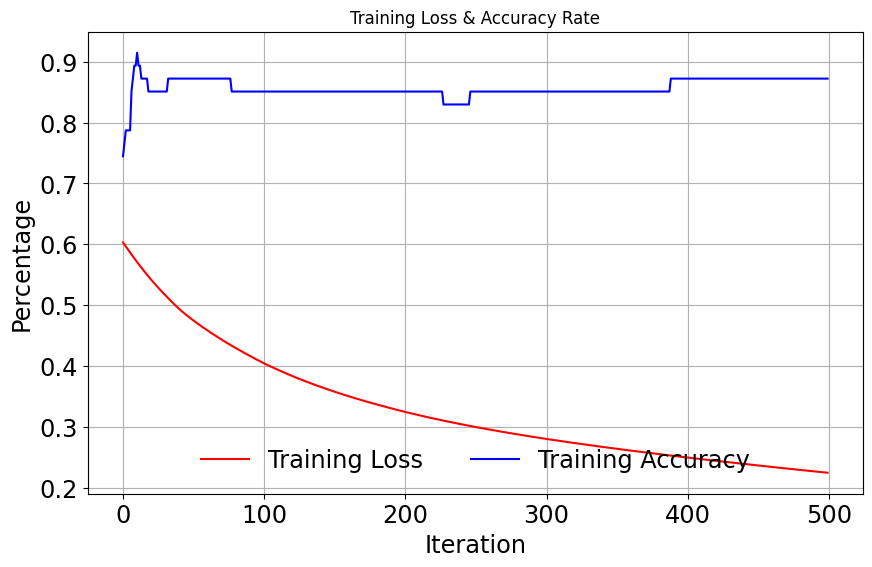 Training Loss & Accuracy Rate
0.9
0.8
0.7
0.6
0.5
0.4
0.3
0.2
Percentage
Training Loss
Training Accuracy
0
100
200
300
400
500
Iteration